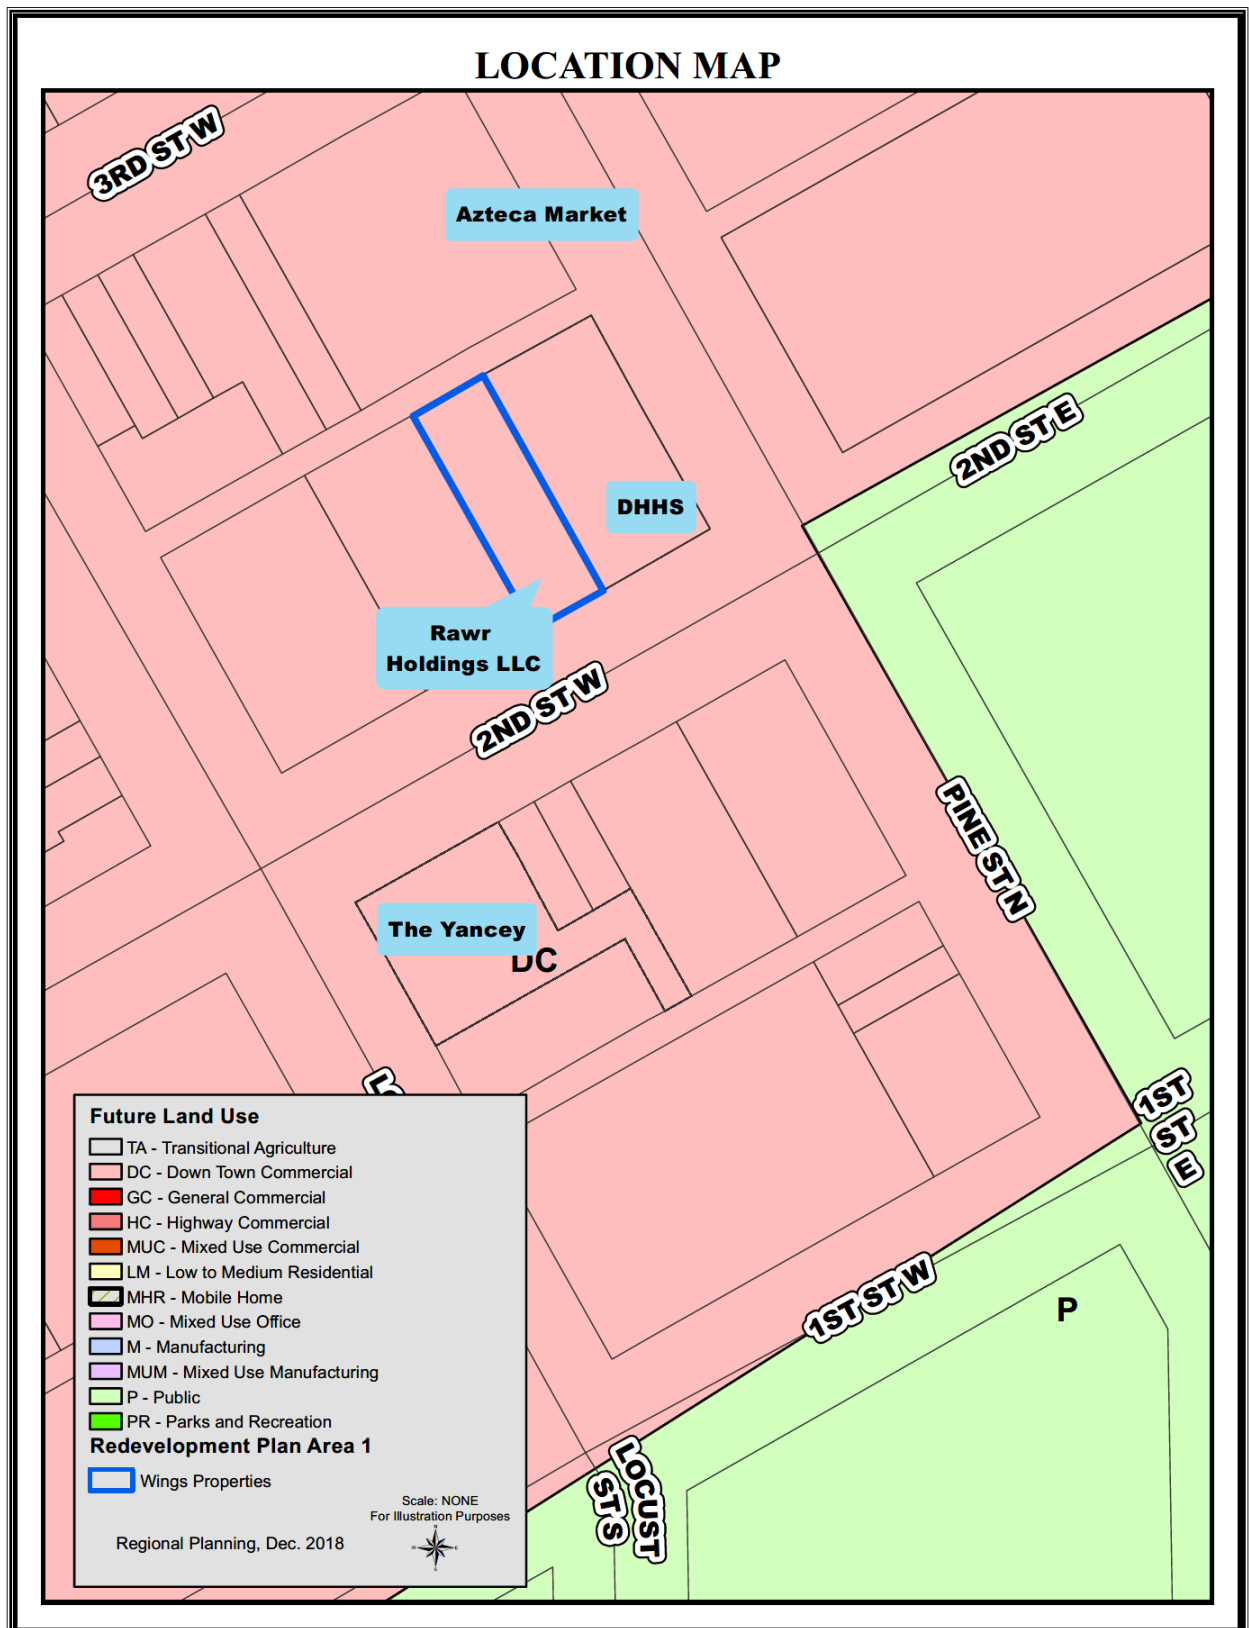 LOCATION MAP
3RD ST W
Azteca Market
2ND ST E
DHHS
Rawr
Holdings LLC
2ND ST W
PINE ST N
The Yancey
DC
1ST
ST
E
1ST ST W
P
LOCUST
ST S
Future Land Use
TA - Transitional Agriculture
DC - Down Town Commercial
GC - General Commercial
HC - Highway Commercial
MUC - Mixed Use Commercial
LM - Low to Medium Residential
MHR - Mobile Home
MO - Mixed Use Office
M - Manufacturing
MUM - Mixed Use Manufacturing
P - Public
PR - Parks and Recreation
Redevelopment Plan Area 1
Wings Properties
Scale: NONE
For Illustration Purposes
Regional Planning, Dec. 2018
N
W
E
S